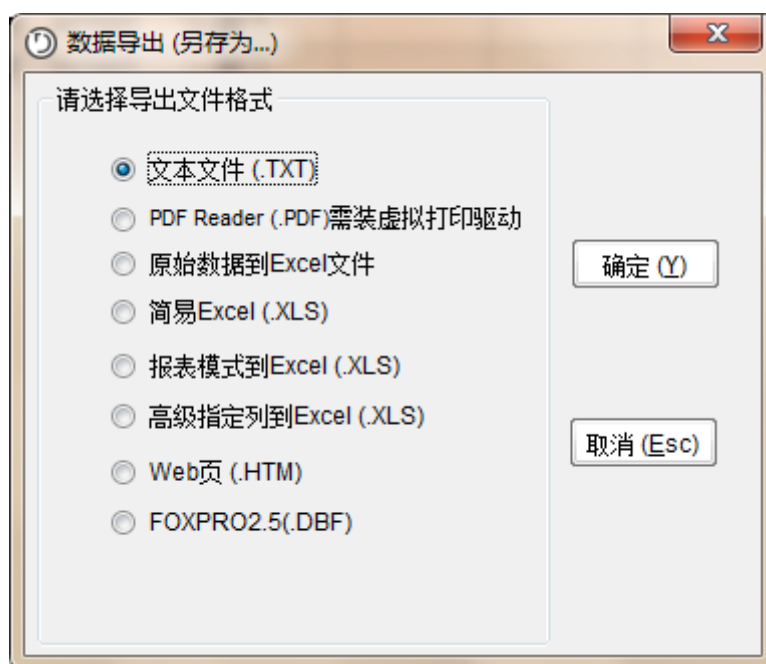 数据导出 (另存为...)
请选择导出文件格式
文本文件 (.TXT)
PDF Reader (.PDF)需装虚拟打印驱动
原始数据到Excel文件
确定 (Y)
简易Excel (.XLS)
报表模式到Excel (.XLS)
高级指定列到Excel (.XLS)
取消 (Esc)
Web页 (.HTM)
FOXPRO2.5(.DBF)